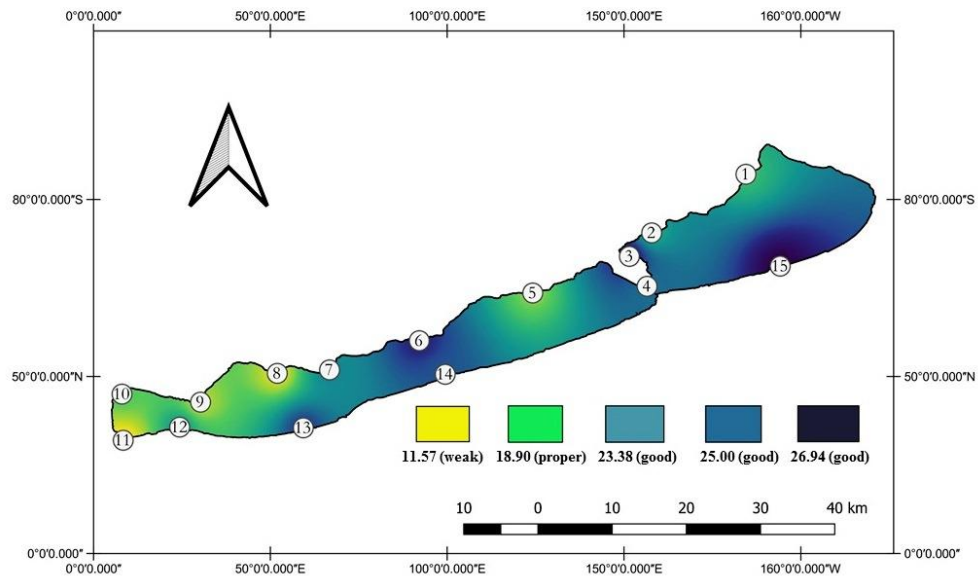 0°0'0.000" 50°0'0.000"E 100°0'0.000"E 150°0'0.000"E 160°0'0.000"W
80°0'0.000"S 80°0'0.000"S
1
2
3
15
4
5
6
7
50°0'0.000"N 8 14 50°0'0.000"N
10 9
12 13
11
11.57 (weak) 18.90 (proper) 23.38 (good) 25.00 (good) 26.94 (good)
10 0 10 20 30 40 km
0°0'0.000" 0°0'0.000"
0°0'0.000" 50°0'0.000"E 100°0'0.000"E 150°0'0.000"E 160°0'0.000"W